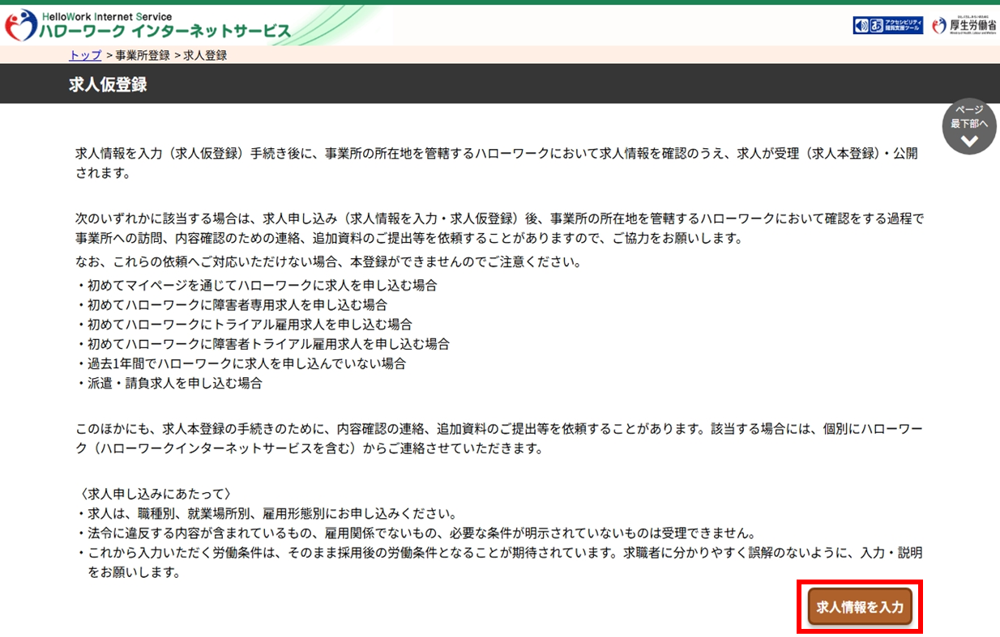 HelloWork Internet Service
ハローワーク インターネットサービス
アクセシビリティ
閲覧支援ツール
厚生労働省
トップ > 事業所登録 > 求人登録
求人仮登録
ページ
最下部へ
求人情報を入力（求人仮登録）手続き後に、事業所の所在地を管轄するハローワークにおいて求人情報を確認のうえ、求人が受理（求人本登録）・公開
されます。
次のいずれかに該当する場合は、求人申し込み（求人情報を入力・求人仮登録）後、事業所の所在地を管轄するハローワークにおいて確認をする過程で
事業所への訪問、内容確認のための連絡、追加資料のご提出等を依頼することがありますので、ご協力をお願いします。
なお、これらの依頼へご対応いただけない場合、本登録ができませんのでご注意ください。
・初めてマイページを通じてハローワークに求人を申し込む場合
・初めてハローワークに障害者専用求人を申し込む場合
・初めてハローワークにトライアル雇用求人を申し込む場合
・初めてハローワークに障害者トライアル雇用求人を申し込む場合
・過去1年間でハローワークに求人を申し込んでいない場合
・派遣・請負求人を申し込む場合
このほかにも、求人本登録の手続きのために、内容確認の連絡、追加資料のご提出等を依頼することがあります。該当する場合には、個別にハローワー
ク（ハローワークインターネットサービスを含む）からご連絡させていただきます。
〈求人申し込みにあたって〉
・求人は、職種別、就業場所別、雇用形態別にお申し込みください。
・法令に違反する内容が含まれているもの、雇用関係でないもの、必要な条件が明示されていないものは受理できません。
・これから入力いただく労働条件は、そのまま採用後の労働条件となることが期待されています。求職者に分かりやすく誤解のないように、入力・説明
をお願いします。
求人情報を入力